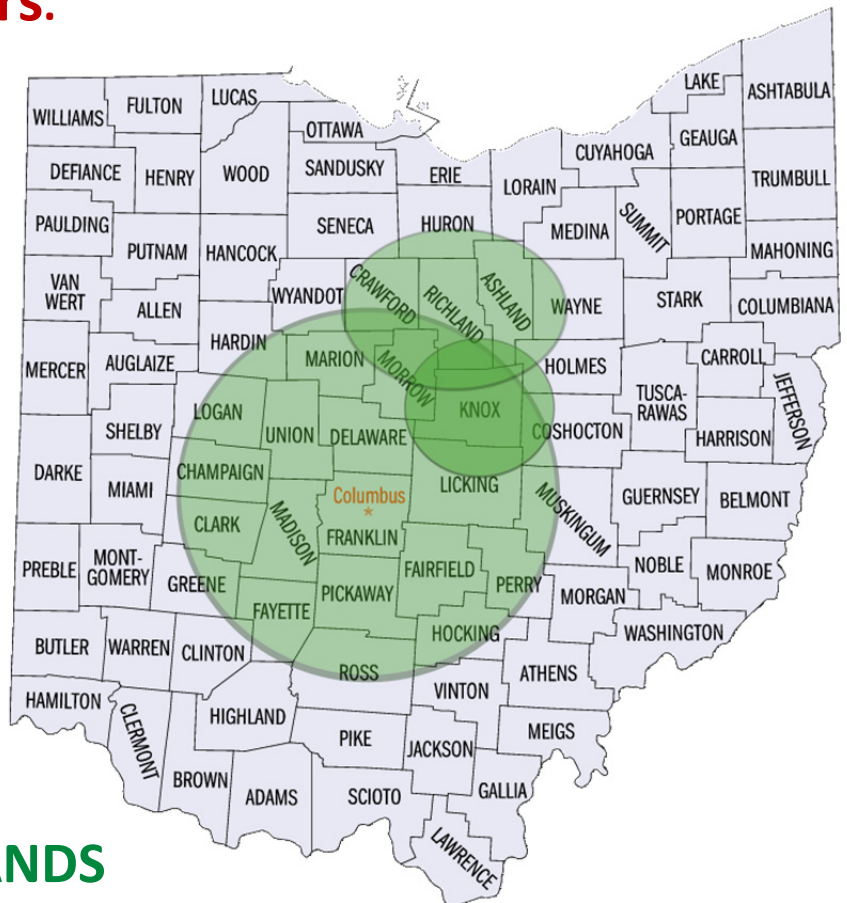 RS.
LAKE
ASHTABULA
LUCAS
FULTON
WILLIAMS
OTTAWA
GEAUGA
CUYAHOGA
DEFIANCE
HENRY
WOOD
SANDUSKY
ERIE
LORAIN
TRUMBULL
PAULDING
SENECA
HURON
MEDINA
SUMMIT
PORTAGE
PUTNAM
HANCOCK
MAHONING
VAN
WERT
ALLEN
WYANDOT
CRAWFORD
RICHLAND
ASHLAND
WAYNE
STARK
COLUMBIANA
HARDIN
MERCER
AUGLAIZE
MARION
MORROW
HOLMES
CARROLL
JEFFERSON
LOGAN
UNION
DELAWARE
KNOX
COSHOCTON
TUSCA-
RAWAS
HARRISON
SHELBY
DARKE
MIAMI
CHAMPAIGN
Columbus
*
LICKING
MUSKINGUM
GUERNSEY
BELMONT
CLARK
MADISON
FRANKLIN
PREBLE
MONT-
GOMERY
GREENE
FAYETTE
PICKAWAY
FAIRFIELD
PERRY
MORGAN
NOBLE
MONROE
BUTLER
WARREN
CLINTON
ROSS
HOCKING
ATHENS
WASHINGTON
HAMILTON
CLERMONT
HIGHLAND
VINTON
PIKE
JACKSON
MEIGS
BROWN
ADAMS
SCIOTO
GALLIA
LAWRENCE
ANDS